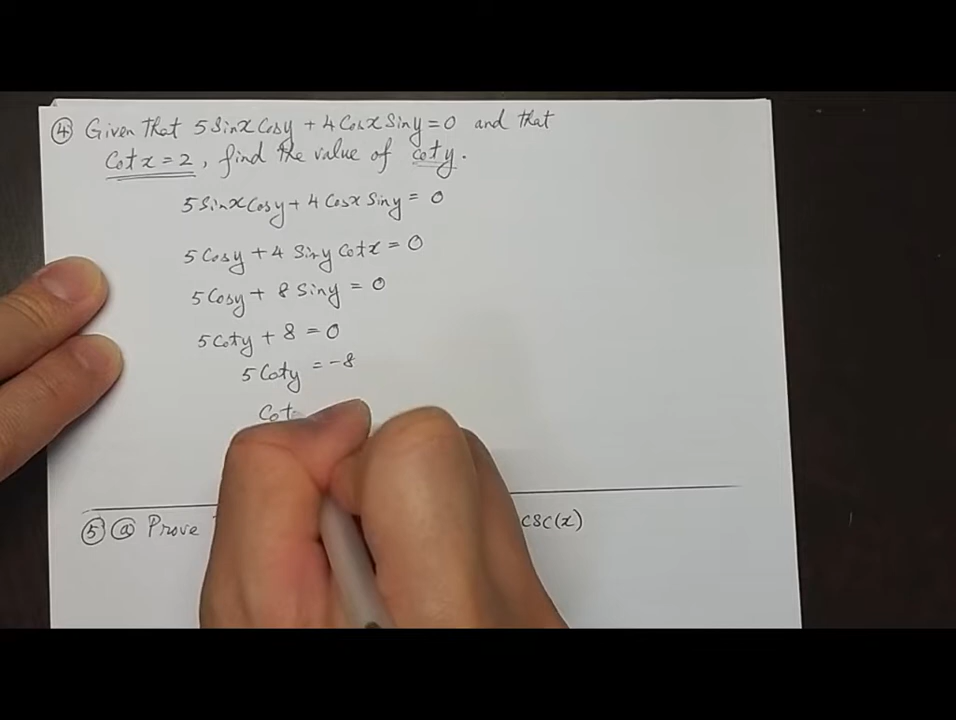 ④ Given that 5 Sinx Cosy + 4 Cosx Siny = 0 and that
Cotx = 2, find the value of coty.
5 Sinx Cosy + 4 Cosx Siny = 0
5 Cosy + 4 Siny Cotx = 0
5 Cosy + 8 Siny = 0
5 Coty + 8 = 0
5 Coty = -8
Cot
⑤ ⓐ Prove csc(x)